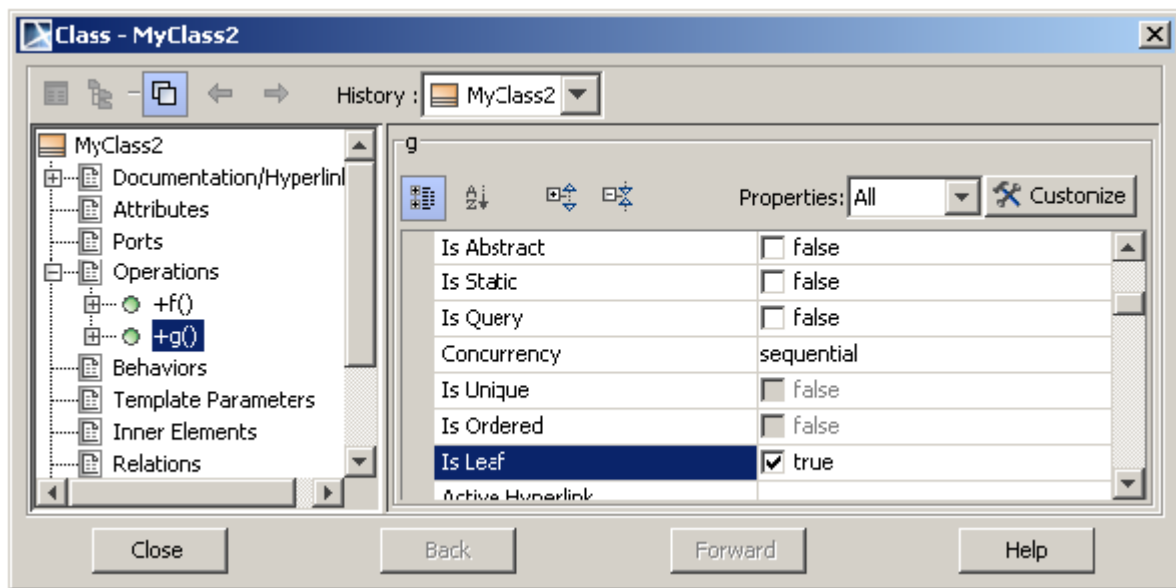 Class - MyClass2
History : MyClass2
MyClass2
Documentation/Hyperlin
Attributes
Ports
Operations
+f()
+g()
Behaviors
Template Parameters
Inner Elements
Relations
g
Properties: All Customize
Is Abstract false
Is Static false
Is Query false
Concurrency sequential
Is Unique false
Is Ordered false
Is Leaf true
Active Hyperlink
Close Back Forward Help